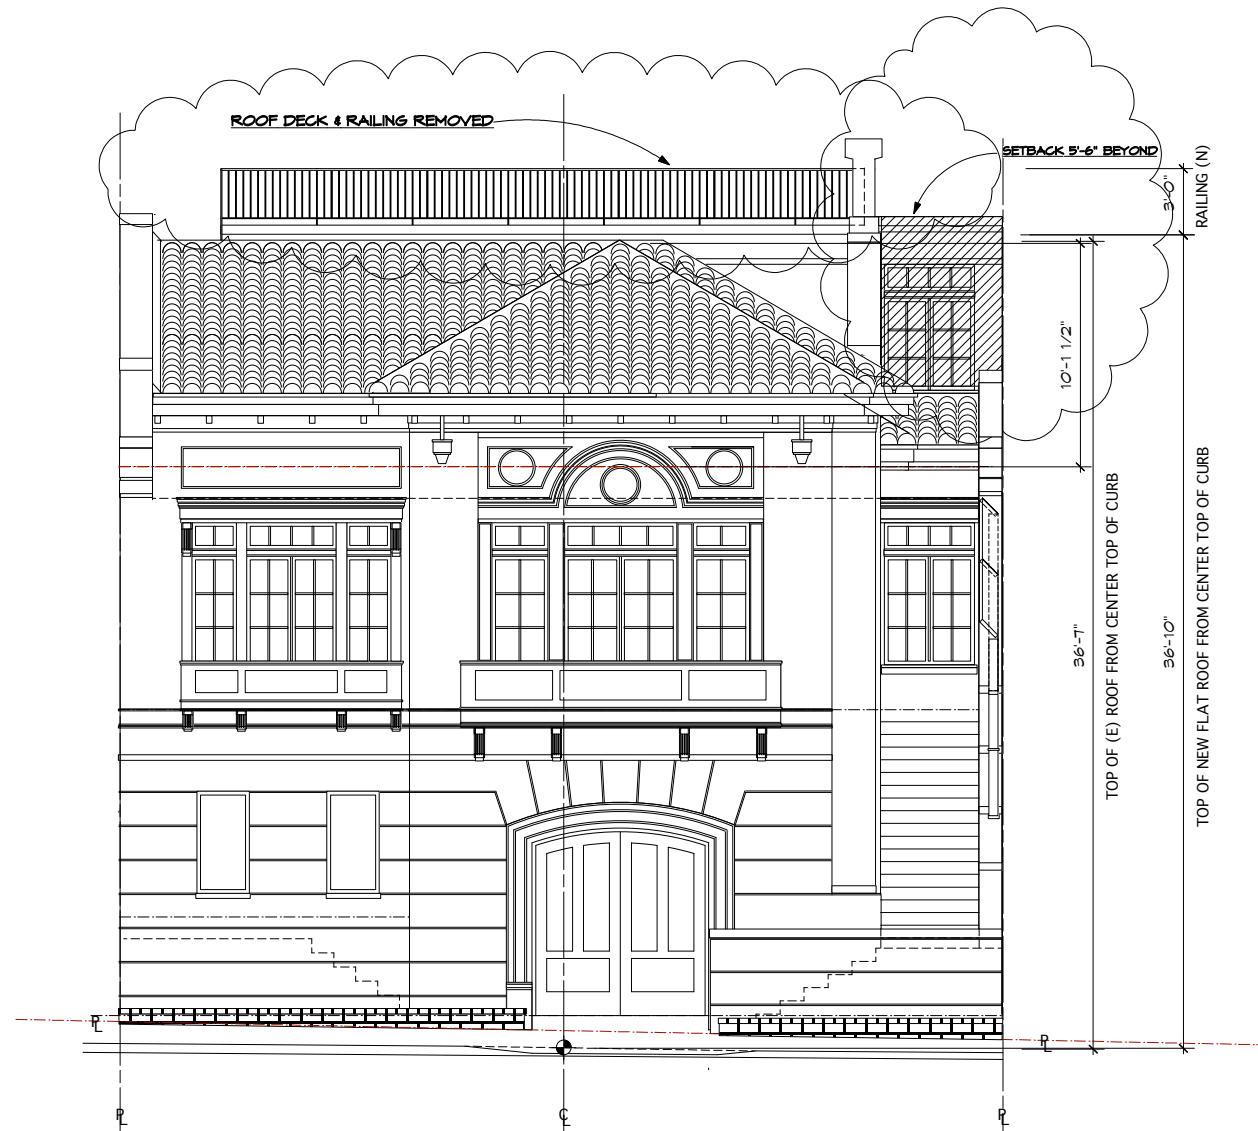 ROOF DECK & RAILING REMOVED
SETBACK 5'-6" BEYOND
3'-0"
RAILING (N)
10'-1 1/2"
36'-7"
TOP OF (E) ROOF FROM CENTER TOP OF CURB
36'-10"
TOP OF NEW FLAT ROOF FROM CENTER TOP OF CURB
PL
PL
PL
CL
PL